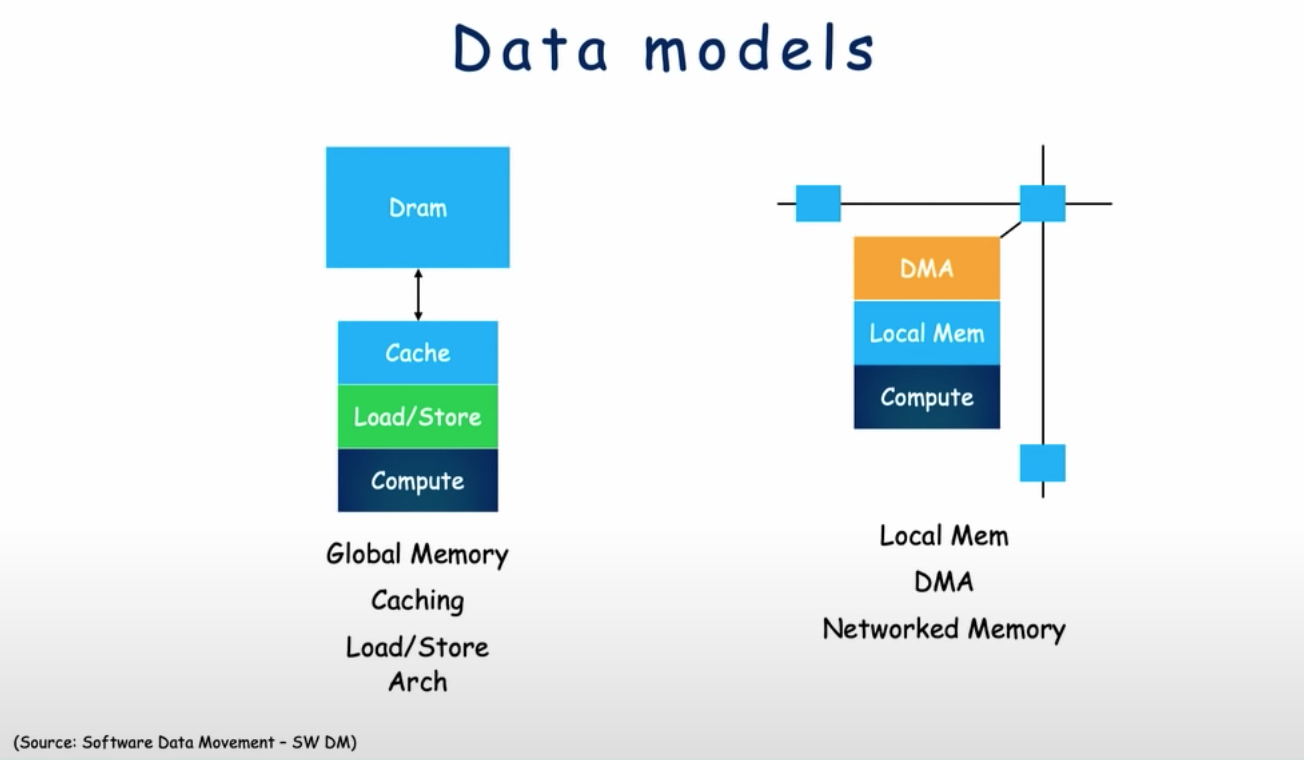 Data models
Dram
Cache
Load/Store
Compute
Global Memory
Caching
Load/Store
Arch
DMA
Local Mem
Compute
Local Mem
DMA
Networked Memory
(Source: Software Data Movement - SW DM)